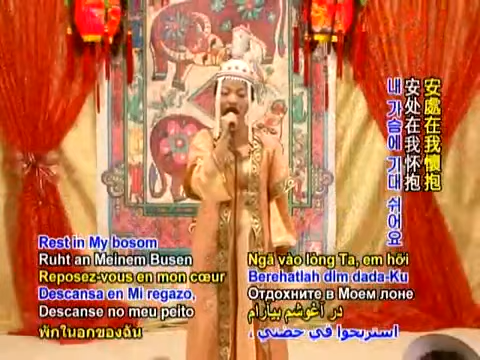 安處在我懷抱
安处在我怀抱
내 가슴에 기대 쉬어요
Rest in My bosom
Ruht an Meinem Busen
Reposez-vous en mon cœur
Descansa en Mi regazo,
Descanse no meu peito
พักในอกของฉัน
Ngã vào lòng Ta, em hỡi
Berehatlah dlm dada-Ku
Отдохните в Моем лоне
در آغوشم بیارام
استريحوا في حضني ،